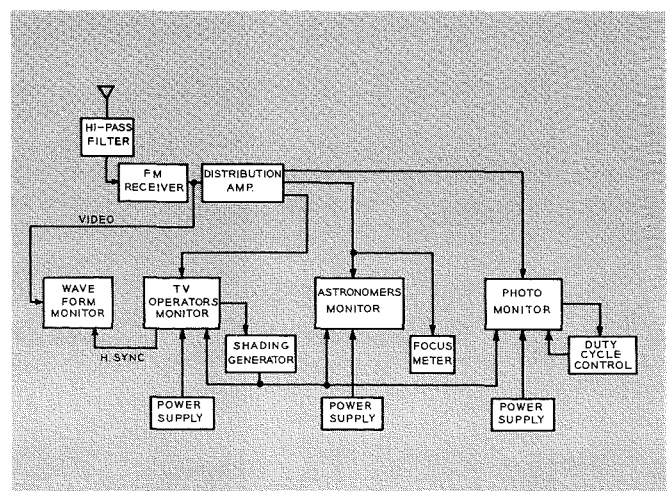 HI-PASS
FILTER
FM
RECEIVER
DISTRIBUTION
AMP.
VIDEO
WAVE
FORM
MONITOR
TV
OPERATORS
MONITOR
ASTRONOMERS
MONITOR
PHOTO
MONITOR
H. SYNC
SHADING
GENERATOR
FOCUS
METER
DUTY
CYCLE
CONTROL
POWER
SUPPLY
POWER
SUPPLY
POWER
SUPPLY